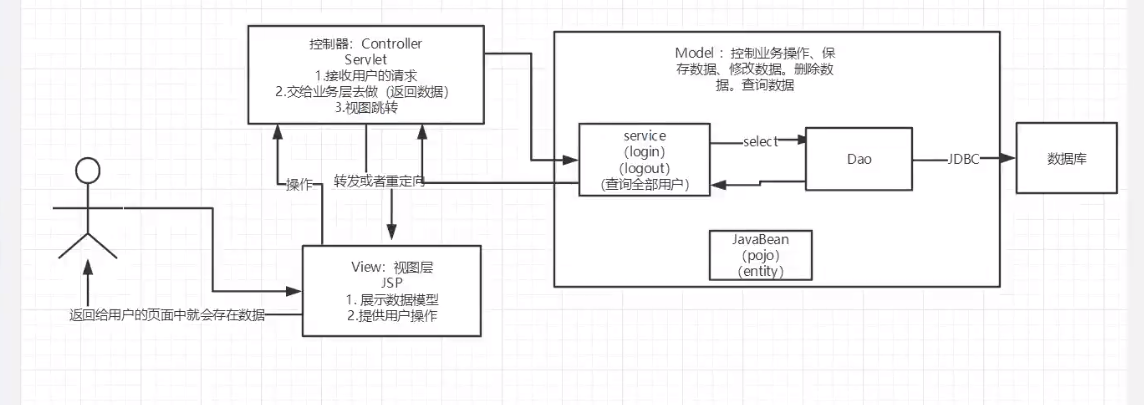 控制器：Controller
Servlet
1.接收用户的请求
2.交给业务层去做（返回数据）
3.视图跳转
Model ：控制业务操作、保
存数据、修改数据。删除数
据。查询数据
service
（login）
（logout）
(查询全部用户)
select
Dao
JDBC
数据库
操作
转发或者重定向
JavaBean
（pojo）
（entity）
View：视图层
JSP
1. 展示数据模型
2.提供用户操作
返回给用户的页面中就会存在数据